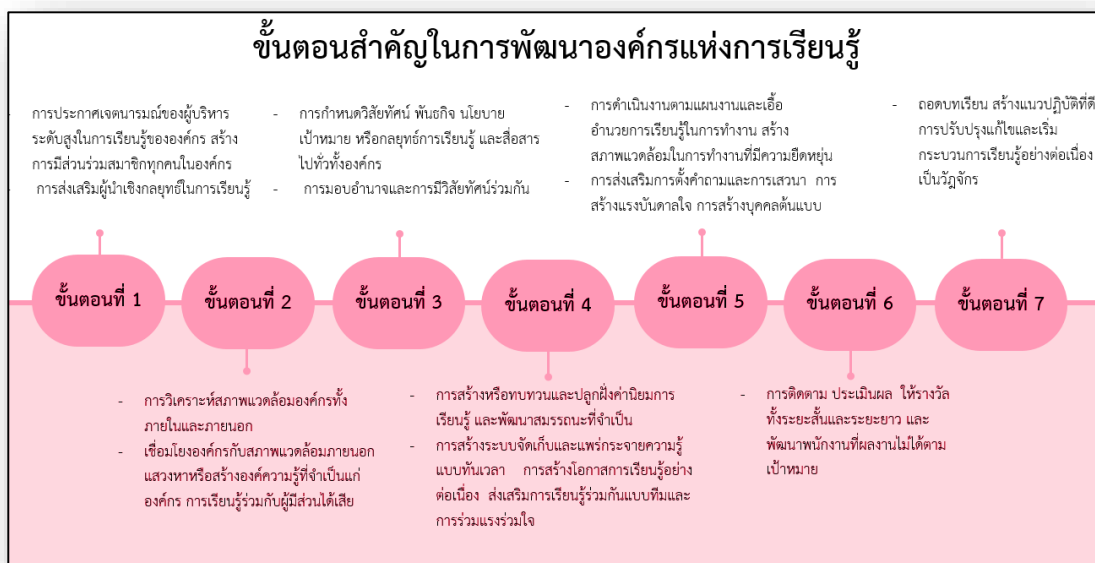 ขั้นตอนสำคัญในการพัฒนาองค์กรแห่งการเรียนรู้
การประกาศเจตนารมณ์ของผู้บริหาร
ระดับสูงในการเรียนรู้ขององค์กร สร้าง
การมีส่วนร่วมสมาชิกทุกคนในองค์กร
- การส่งเสริมผู้นำเชิงกลยุทธ์ในการเรียนรู้
- การกำหนดวิสัยทัศน์ พันธกิจ นโยบาย
เป้าหมาย หรือกลยุทธ์การเรียนรู้ และสื่อสาร
ไปทั่วทั้งองค์กร
- การมอบอำนาจและการมีวิสัยทัศน์ร่วมกัน
- การดำเนินงานตามแผนงานและเอื้อ
อำนวยการเรียนรู้ในการทำงาน สร้าง
สภาพแวดล้อมในการทำงานที่มีความยืดหยุ่น
- การส่งเสริมการตั้งคำถามและการเสวนา การ
สร้างแรงบันดาลใจ การสร้างบุคคลต้นแบบ
- ถอดบทเรียน สร้างแนวปฏิบัติที่ดี
การปรับปรุงแก้ไขและเริ่ม
กระบวนการเรียนรู้อย่างต่อเนื่อง
เป็นวัฎจักร
ขั้นตอนที่ 1
ขั้นตอนที่ 2
ขั้นตอนที่ 3
ขั้นตอนที่ 4
ขั้นตอนที่ 5
ขั้นตอนที่ 6
ขั้นตอนที่ 7
- การวิเคราะห์สภาพแวดล้อมองค์กรทั้ง
ภายในและภายนอก
- เชื่อมโยงองค์กรกับสภาพแวดล้อมภายนอก
แสวงหาหรือสร้างองค์ความรู้ที่จำเป็นแก่
องค์กร การเรียนรู้ร่วมกับผู้มีส่วนได้เสีย
- การสร้างหรือทบทวนและปลูกฝังค่านิยมการ
เรียนรู้ และพัฒนาสมรรถนะที่จำเป็น
- การสร้างระบบจัดเก็บและแพร่กระจายความรู้
แบบทันเวลา การสร้างโอกาสการเรียนรู้อย่าง
ต่อเนื่อง ส่งเสริมการเรียนรู้ร่วมกันแบบทีมและ
การร่วมแรงร่วมใจ
- การติดตาม ประเมินผล ให้รางวัล
ทั้งระยะสั้นและระยะยาว และ
พัฒนาพนักงานที่ผลงานไม่ได้ตาม
เป้าหมาย